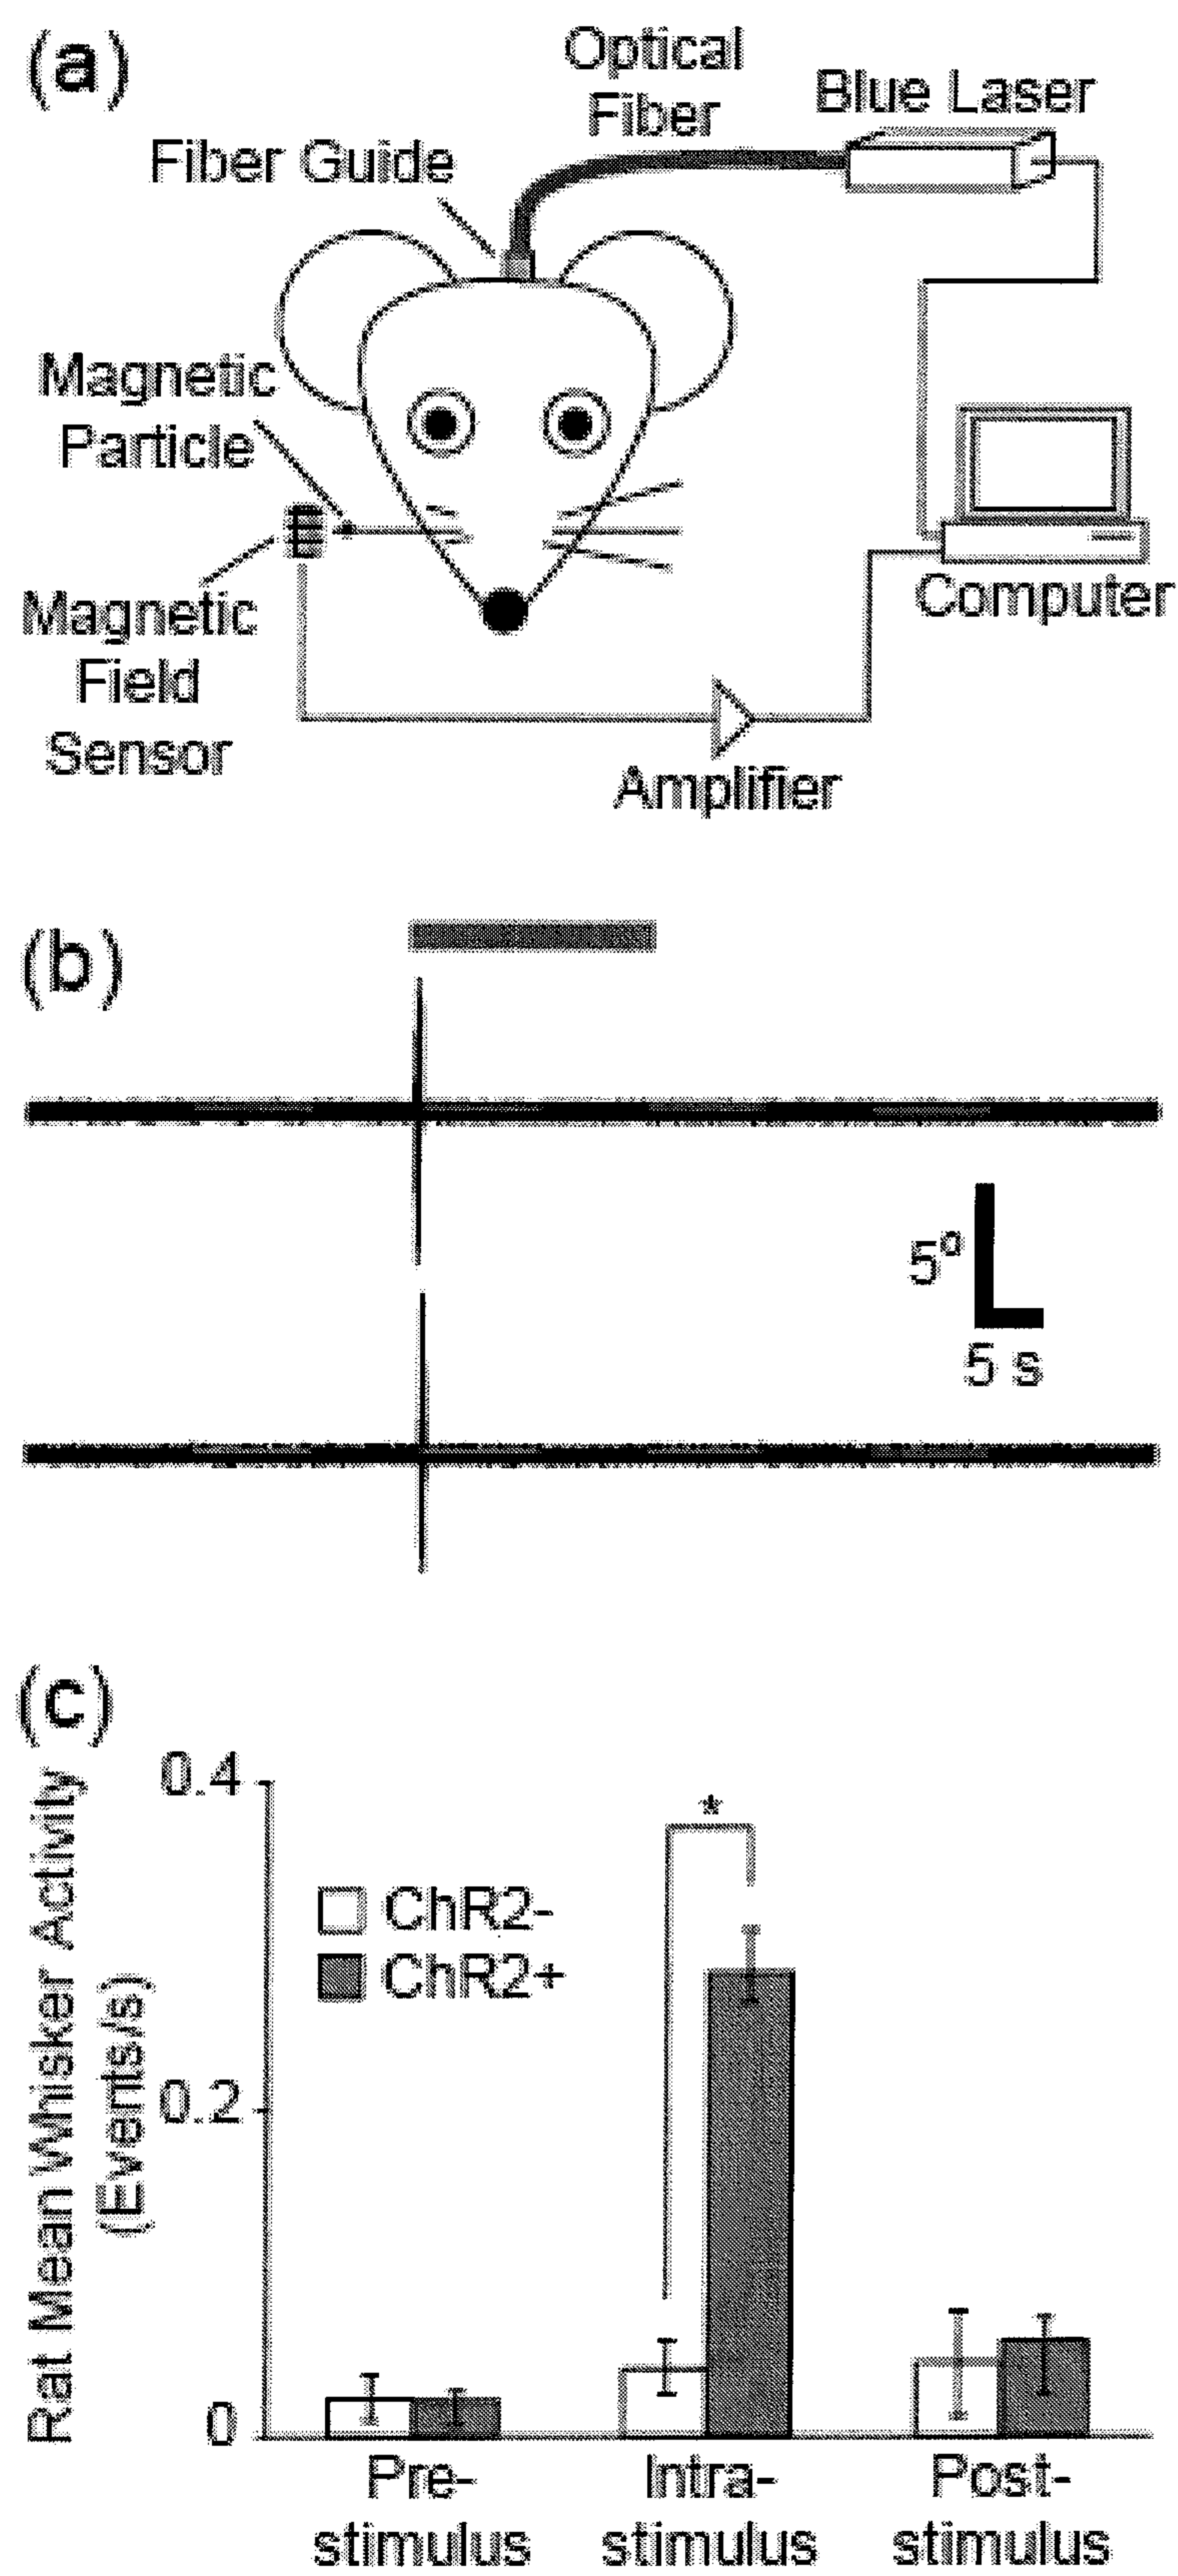 (a)
Optical
Fiber
Blue Laser
Fiber Guide
Magnetic
Particle
Magnetic
Field
Sensor
Computer
Amplifier
(b)
5º
5 s
(c)
Rat Mean Whisker Activity
(Events/s)
0.4
0.2
0
*
ChR2-
ChR2+
Pre-
stimulus
Intra-
stimulus
Post-
stimulus